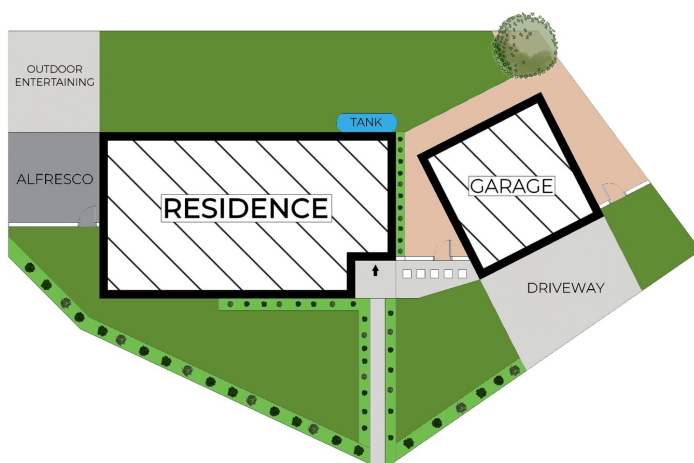 OUTDOOR
ENTERTAINING
TANK
ALFRESCO
RESIDENCE
GARAGE
DRIVEWAY